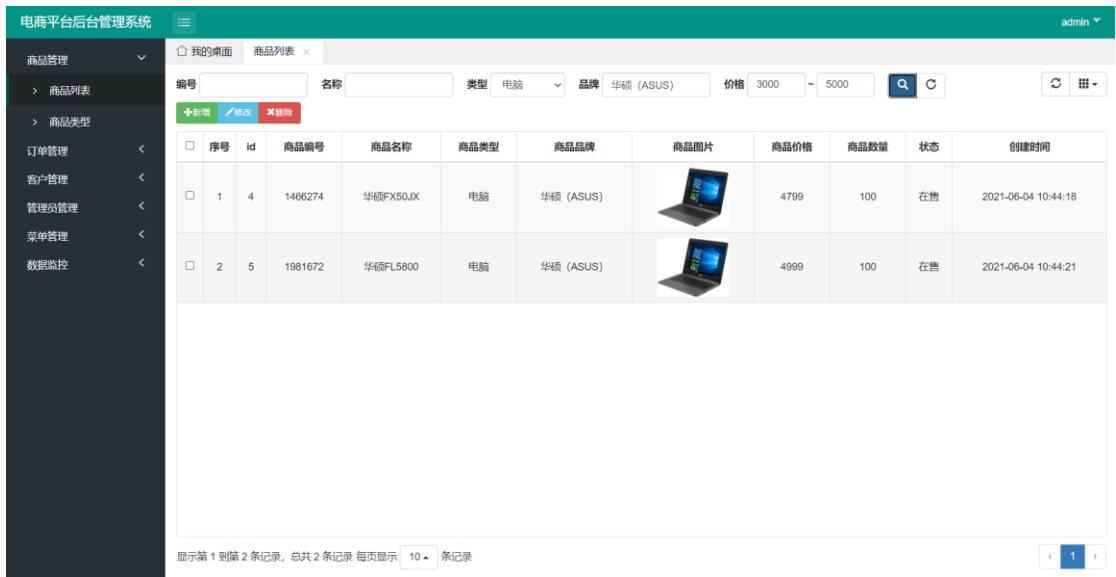 电商平台后台管理系统 admin
商品管理
商品列表
商品类型
订单管理
客户管理
管理员管理
菜单管理
数据监控
我的桌面 商品列表 ×
编号 名称 类型 电脑 品牌 华硕 (ASUS) 价格 3000 ~ 5000
新增 修改 删除
序号 id 商品编号 商品名称 商品类型 商品品牌 商品图片 商品价格 商品数量 状态 创建时间
1 4 1466274 华硕FX50JX 电脑 华硕 (ASUS) 4799 100 在售 2021-06-04 10:44:18
2 5 1981672 华硕FL5800 电脑 华硕 (ASUS) 4999 100 在售 2021-06-04 10:44:21
显示第 1 到第 2 条记录，总共 2 条记录 每页显示 10 条记录 ‹ 1 ›